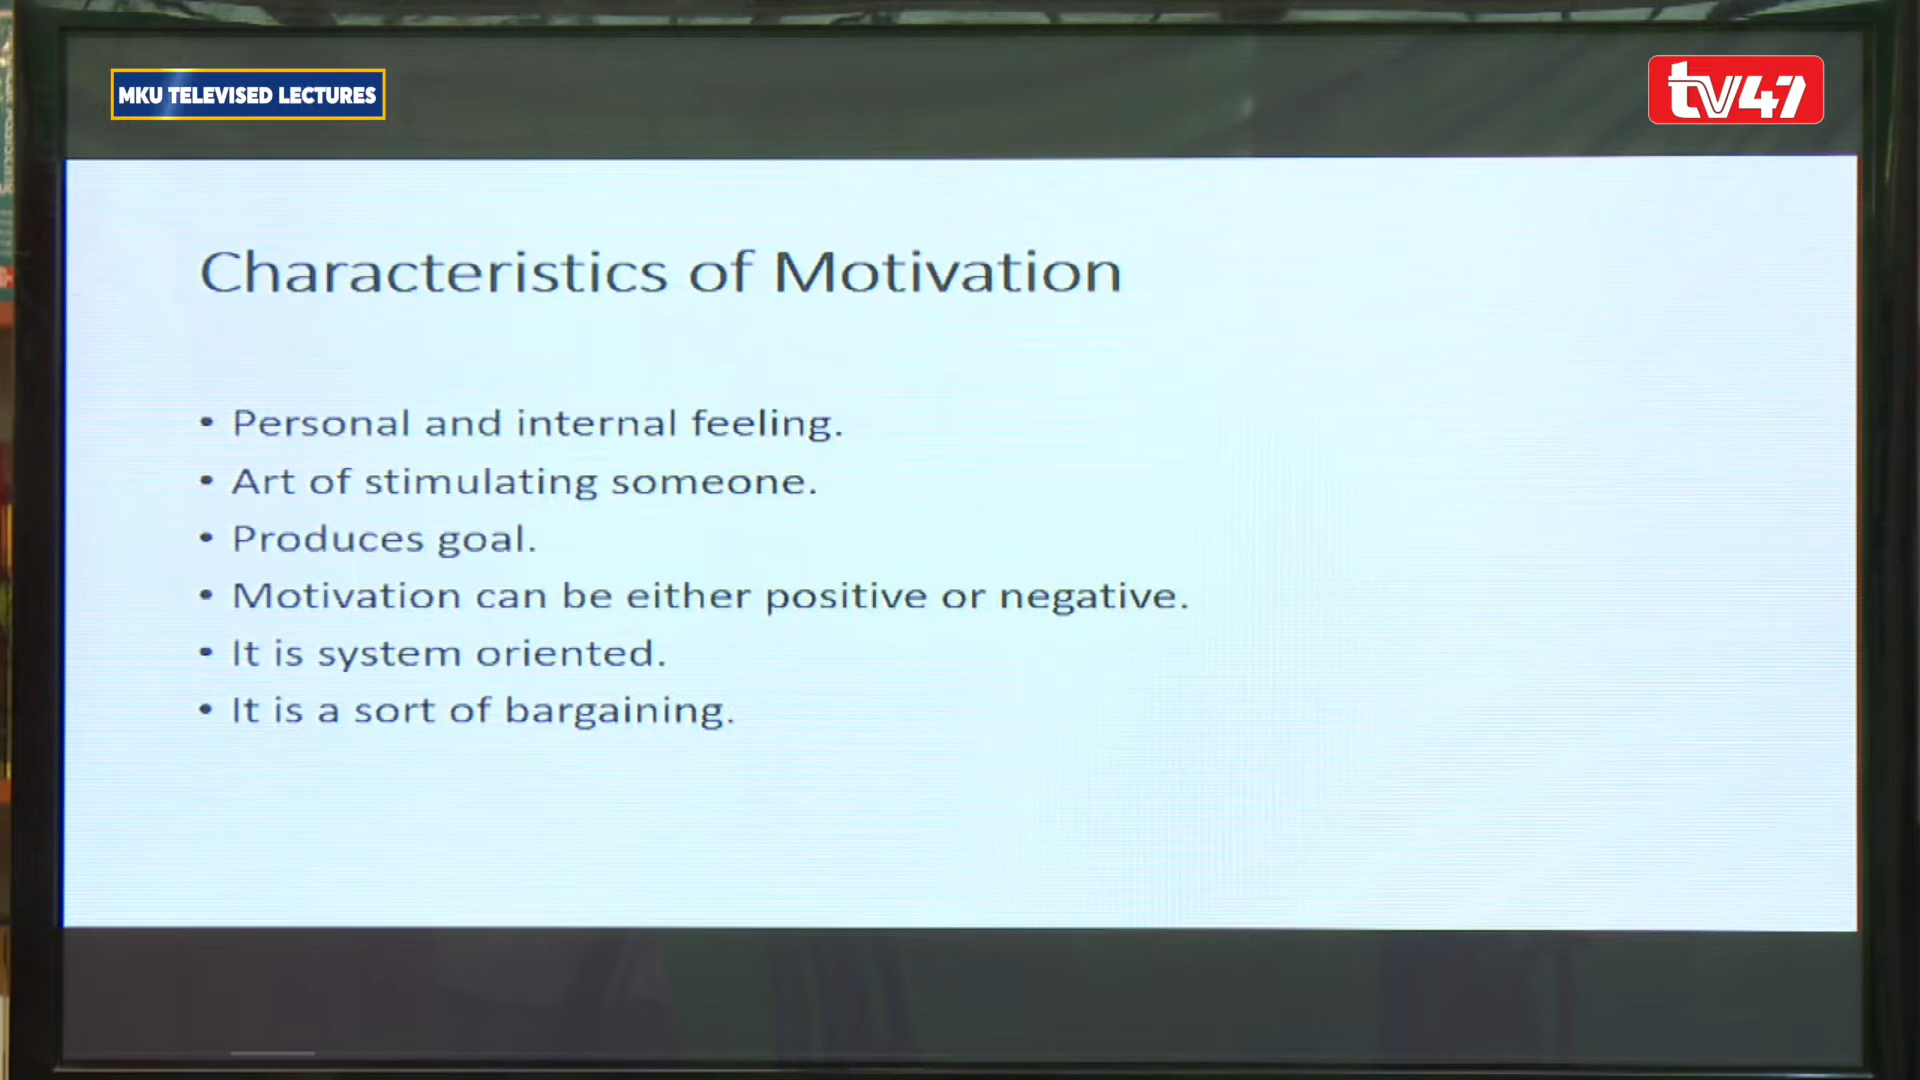 MKU TELEVISED LECTURES
tv47
Characteristics of Motivation
• Personal and internal feeling.
• Art of stimulating someone.
• Produces goal.
• Motivation can be either positive or negative.
• It is system oriented.
• It is a sort of bargaining.